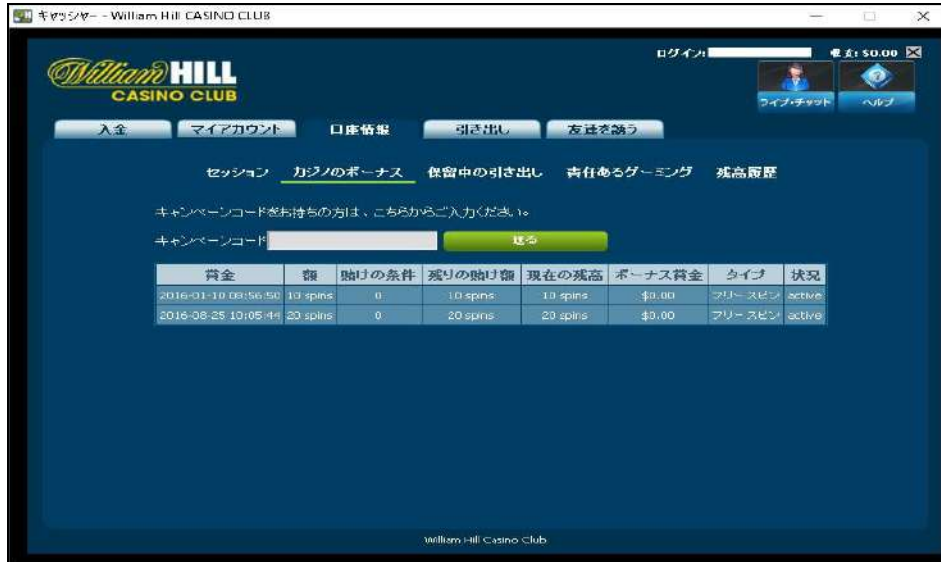 キャッシャー - William Hill CASINO CLUB
ログイン: 収支: $0.00
William HILL
CASINO CLUB
ライブ・チャット ヘルプ
入金 マイアカウント 口座情報 引き出し 友達を誘う
セッション カジノのボーナス 保留中の引き出し 責任あるゲーミング 残高履歴
キャンペーンコードをお持ちの方は、こちらからご入力ください。
キャンペーンコード 送る
賞金 額 賭けの条件 残りの賭け額 現在の残高 ボーナス賞金 タイプ 状況
2016-01-10 08:56:50 10 spins 0 10 spins 10 spins $0.00 フリースピン active
2016-08-25 10:05:44 20 spins 0 20 spins 20 spins $0.00 フリースピン active
William Hill Casino Club